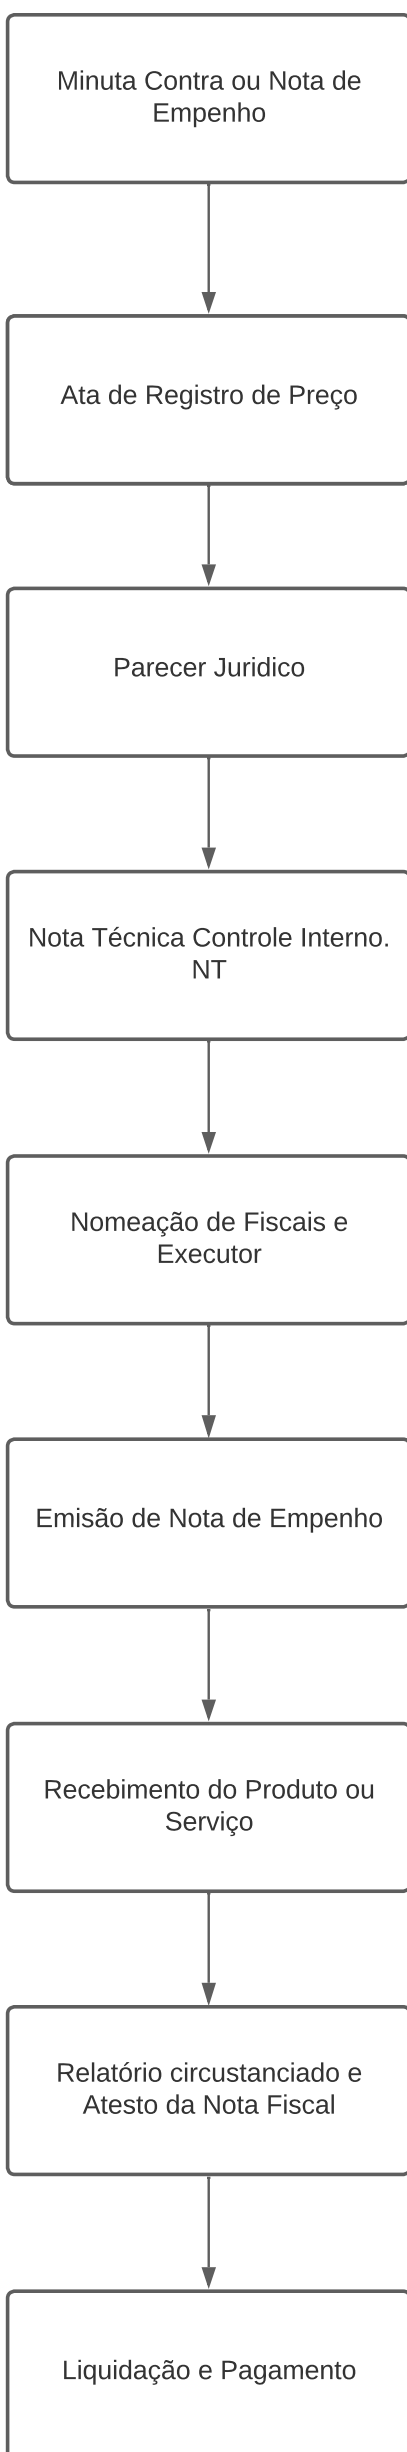 Minuta Contra ou Nota de
Empenho
Ata de Registro de Preço
Parecer Juridico
Nota Técnica Controle Interno.
NT
Nomeação de Fiscais e
Executor
Emisão de Nota de Empenho
Recebimento do Produto ou
Serviço
Relatório circustanciado e
Atesto da Nota Fiscal
Liquidação e Pagamento